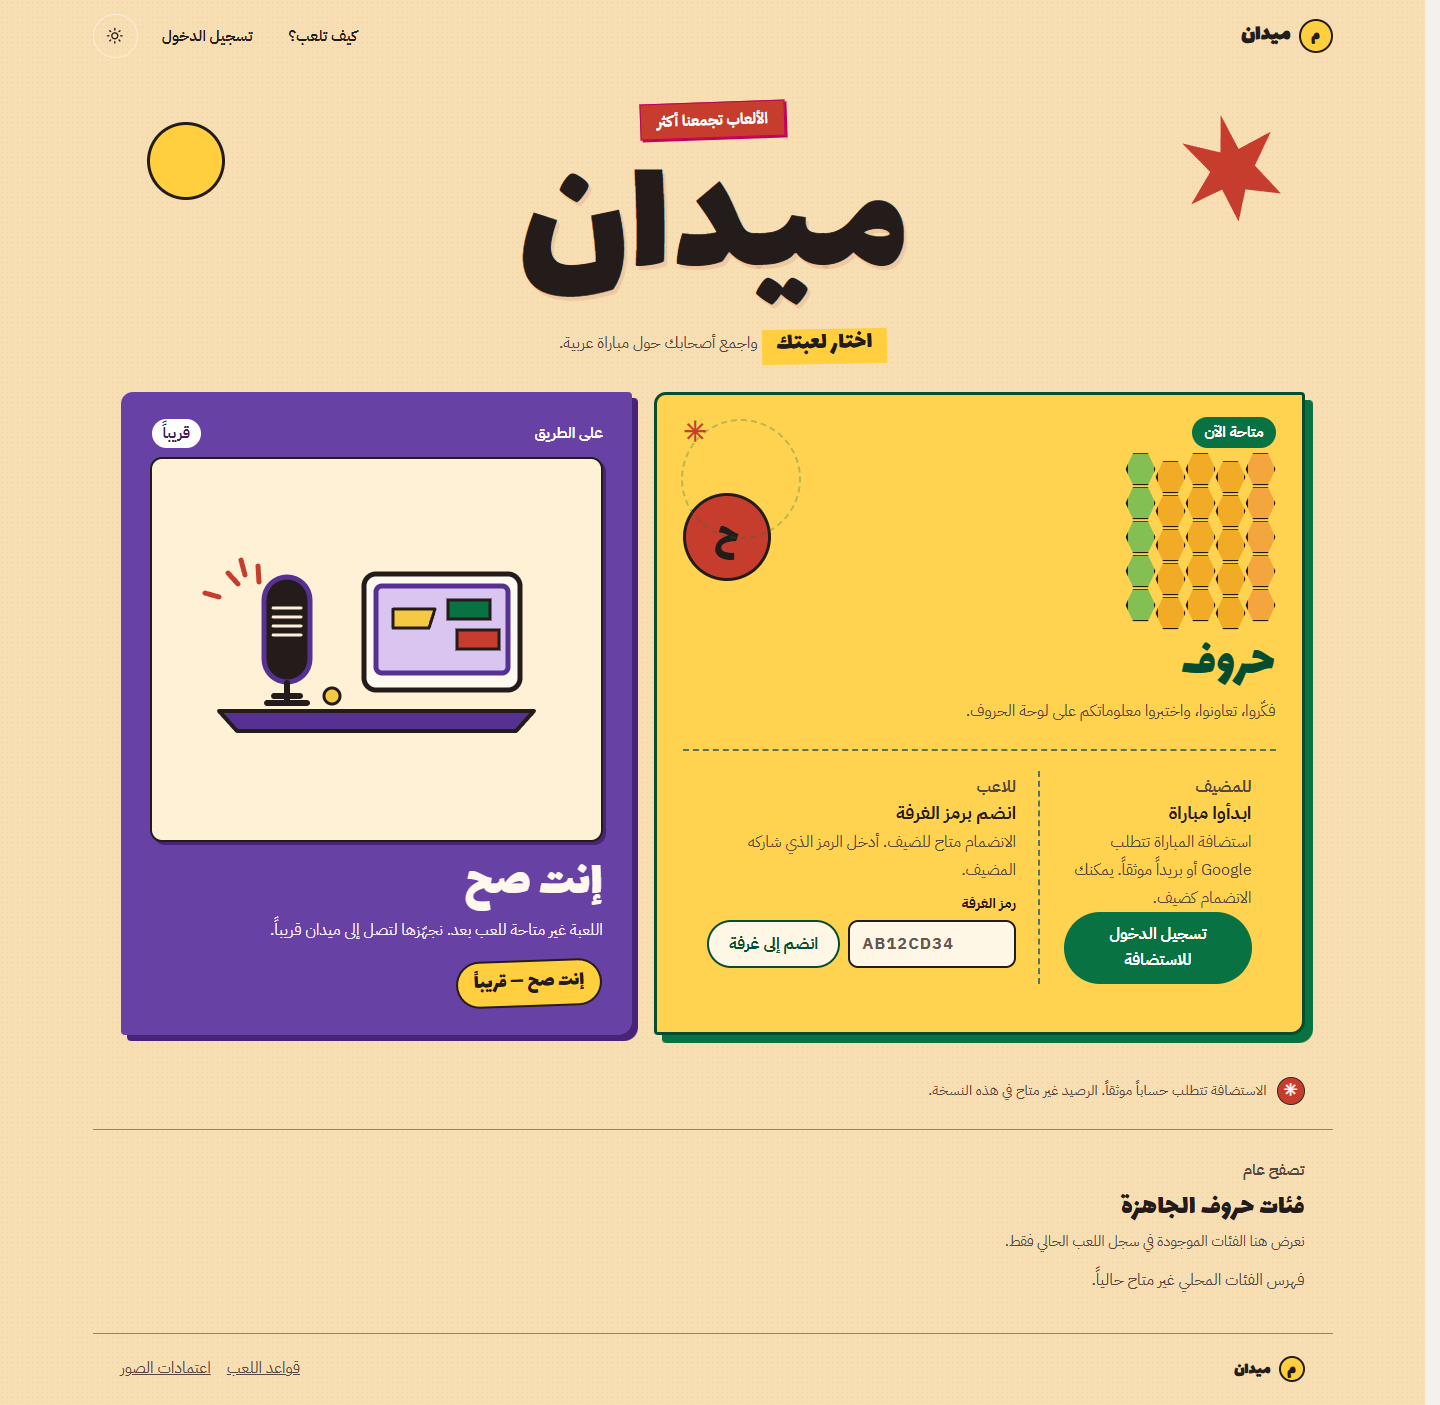 م ميدان
كيف تلعب؟
تسجيل الدخول
الألعاب تجمعنا أكثر
ميدان
اختار لعبتك واجمع أصحابك حول مباراة عربية.
متاحة الآن
ح
حروف
فكّروا، تعاونوا، واختبروا معلوماتكم على لوحة الحروف.
للمضيف
ابدأوا مباراة
استضافة المباراة تتطلب
Google أو بريداً موثقاً. يمكنك
الانضمام كضيف.
تسجيل الدخول
للاستضافة
للاعب
انضم برمز الغرفة
الانضمام متاح للضيف. أدخل الرمز الذي شاركه
المضيف.
رمز الغرفة
AB12CD34
انضم إلى غرفة
على الطريق
قريباً
إنت صح
اللعبة غير متاحة للعب بعد. نجهّزها لتصل إلى ميدان قريباً.
إنت صح — قريباً
الاستضافة تتطلب حساباً موثقاً. الرصيد غير متاح في هذه النسخة.
تصفح عام
فئات حروف الجاهزة
نعرض هنا الفئات الموجودة في سجل اللعب الحالي فقط.
فهرس الفئات المحلي غير متاح حالياً.
م ميدان
قواعد اللعب
اعتمادات الصور